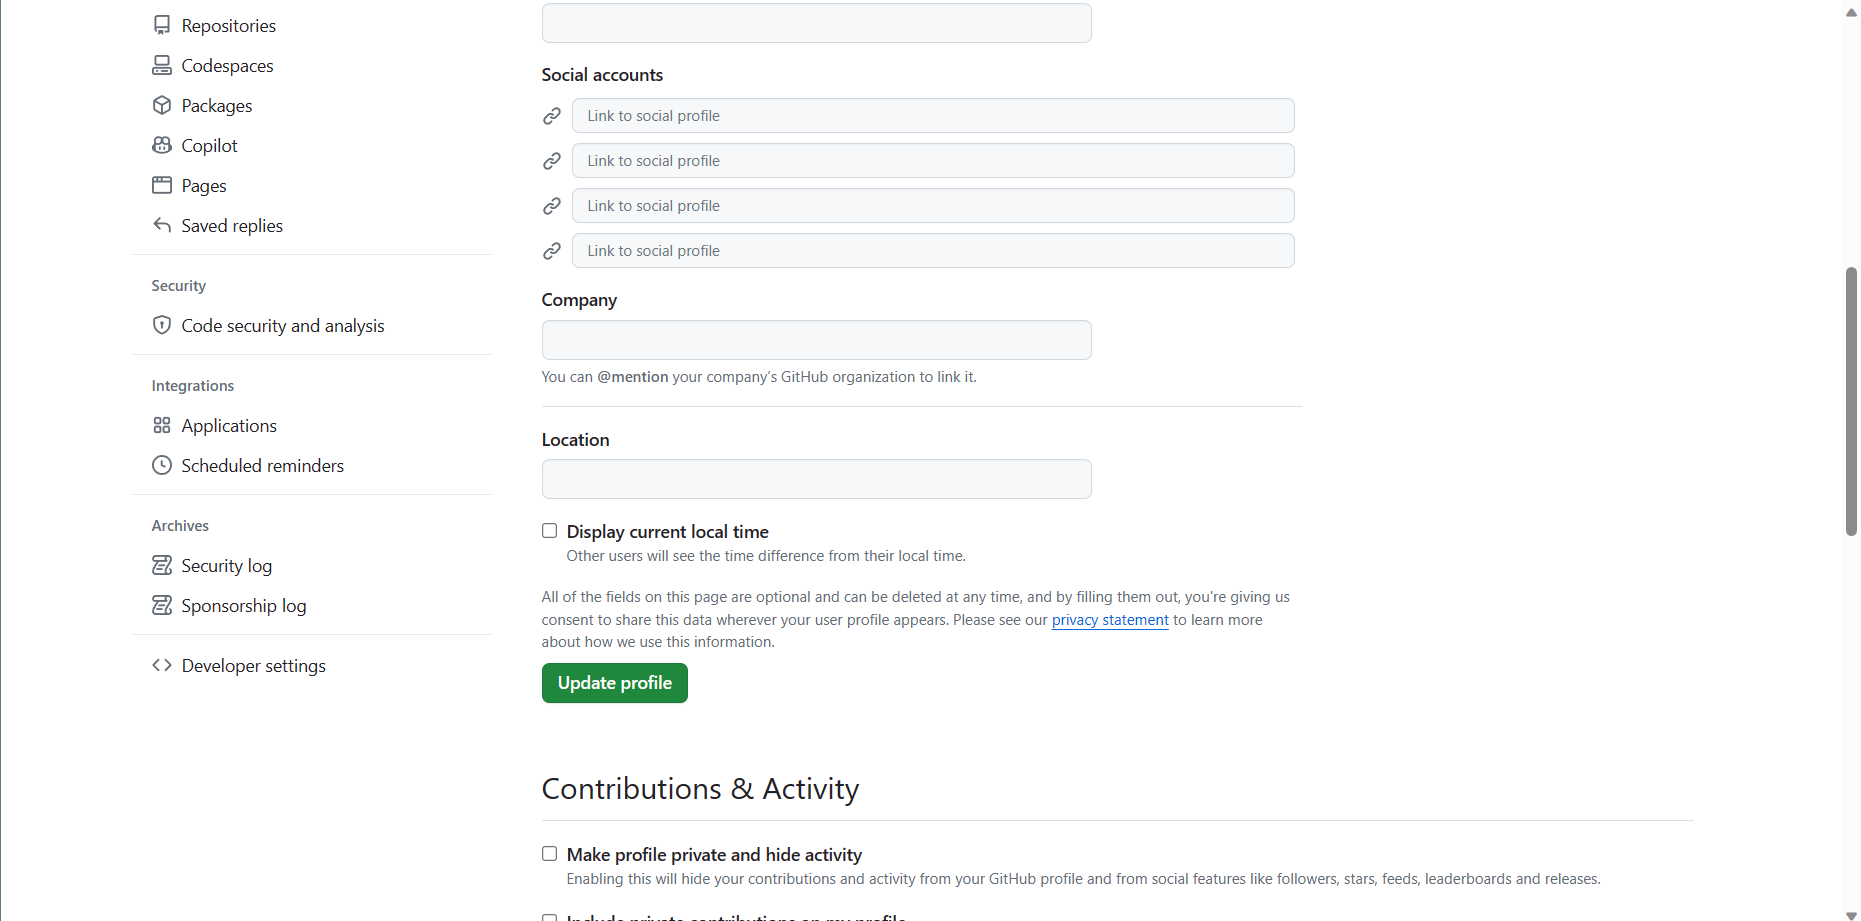 Repositories
Codespaces
Packages
Copilot
Pages
Saved replies
Security
Code security and analysis
Integrations
Applications
Scheduled reminders
Archives
Security log
Sponsorship log
Developer settings
Social accounts
Link to social profile
Link to social profile
Link to social profile
Link to social profile
Company
You can @mention your company's GitHub organization to link it.
Location
Display current local time
Other users will see the time difference from their local time.
All of the fields on this page are optional and can be deleted at any time, and by filling them out, you're giving us
consent to share this data wherever your user profile appears. Please see our privacy statement to learn more
about how we use this information.
Update profile
Contributions & Activity
Make profile private and hide activity
Enabling this will hide your contributions and activity from your GitHub profile and from social features like followers, stars, feeds, leaderboards and releases.
Include private contributions on my profile